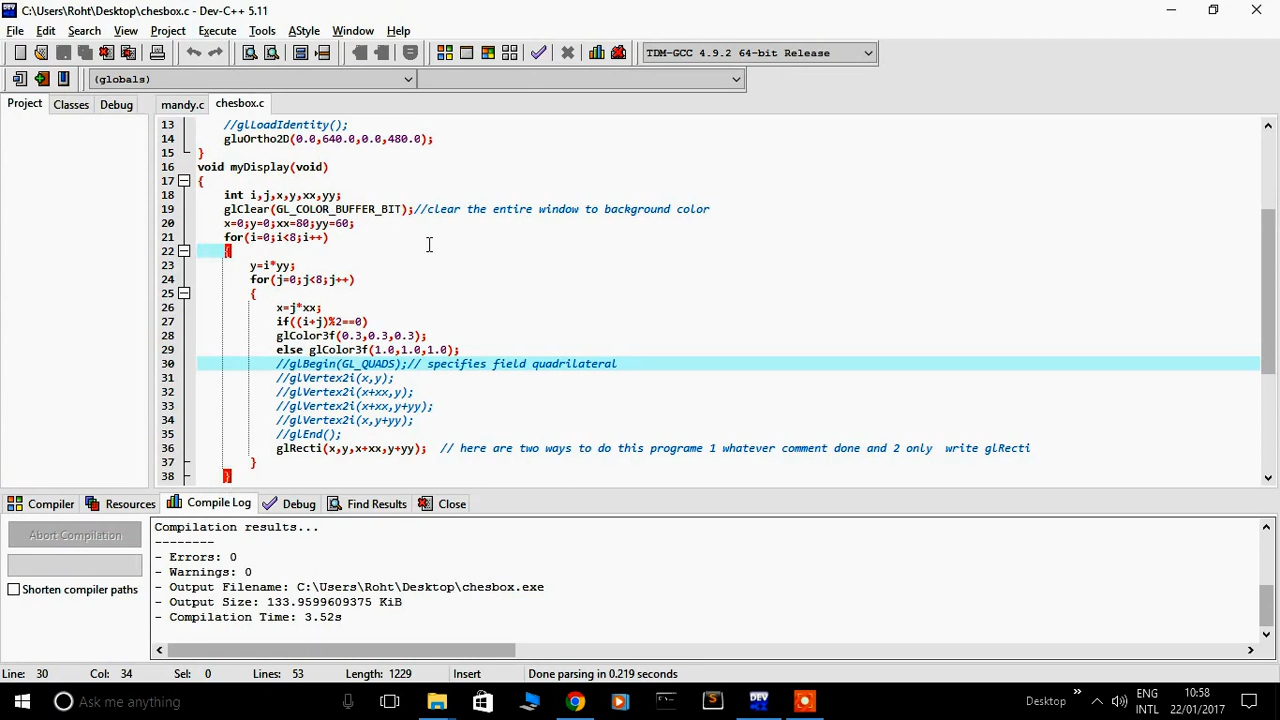 C:\Users\Roht\Desktop\chesbox.c - Dev-C++ 5.11
File Edit Search View Project Execute Tools AStyle Window Help
TDM-GCC 4.9.2 64-bit Release
(globals)
Project Classes Debug mandy.c chesbox.c
13 //glLoadIdentity();
14 gluOrtho2D(0.0,640.0,0.0,480.0);
15 }
16 void myDisplay(void)
17 {
18 int i,j,x,y,xx,yy;
19 glClear(GL_COLOR_BUFFER_BIT);//clear the entire window to background color
20 x=0;y=0;xx=80;yy=60;
21 for(i=0;i<8;i++)
22 {
23 y=i*yy;
24 for(j=0;j<8;j++)
25 {
26 x=j*xx;
27 if((i+j)%2==0)
28 glColor3f(0.3,0.3,0.3);
29 else glColor3f(1.0,1.0,1.0);
30 //glBegin(GL_QUADS);// specifies field quadrilateral
31 //glVertex2i(x,y);
32 //glVertex2i(x+xx,y);
33 //glVertex2i(x+xx,y+yy);
34 //glVertex2i(x,y+yy);
35 //glEnd();
36 glRecti(x,y,x+xx,y+yy); // here are two ways to do this programe 1 whatever comment done and 2 only write glRecti
37 }
38 }
Compiler Resources Compile Log Debug Find Results Close
Abort Compilation
Shorten compiler paths
Compilation results...
--------
- Errors: 0
- Warnings: 0
- Output Filename: C:\Users\Roht\Desktop\chesbox.exe
- Output Size: 133.9599609375 KiB
- Compilation Time: 3.52s
Line: 30 Col: 34 Sel: 0 Lines: 53 Length: 1229 Insert Done parsing in 0.219 seconds
Ask me anything
DEV
Desktop
ENG
INTL
10:58
22/01/2017